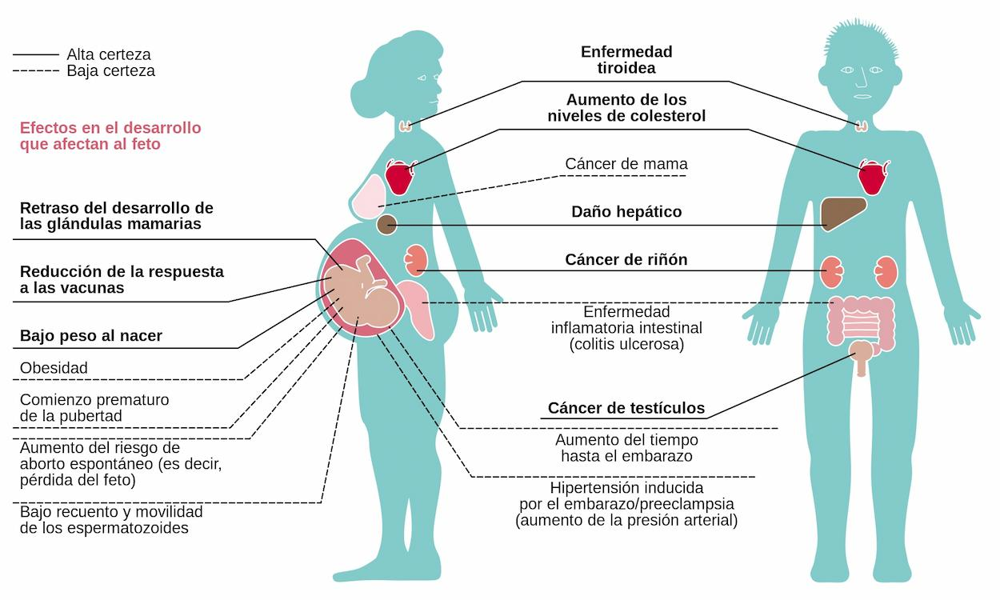 Alta certeza
Baja certeza
Efectos en el desarrollo
que afectan al feto
Retraso del desarrollo de
las glándulas mamarias
Reducción de la respuesta
a las vacunas
Bajo peso al nacer
Obesidad
Comienzo prematuro
de la pubertad
Aumento del riesgo de
aborto espontáneo (es decir,
pérdida del feto)
Bajo recuento y movilidad
de los espermatozoides
Enfermedad
tiroidea
Aumento de los
niveles de colesterol
Cáncer de mama
Daño hepático
Cáncer de riñón
Enfermedad
inflamatoria intestinal
(colitis ulcerosa)
Cáncer de testículos
Aumento del tiempo
hasta el embarazo
Hipertensión inducida
por el embarazo/preeclampsia
(aumento de la presión arterial)